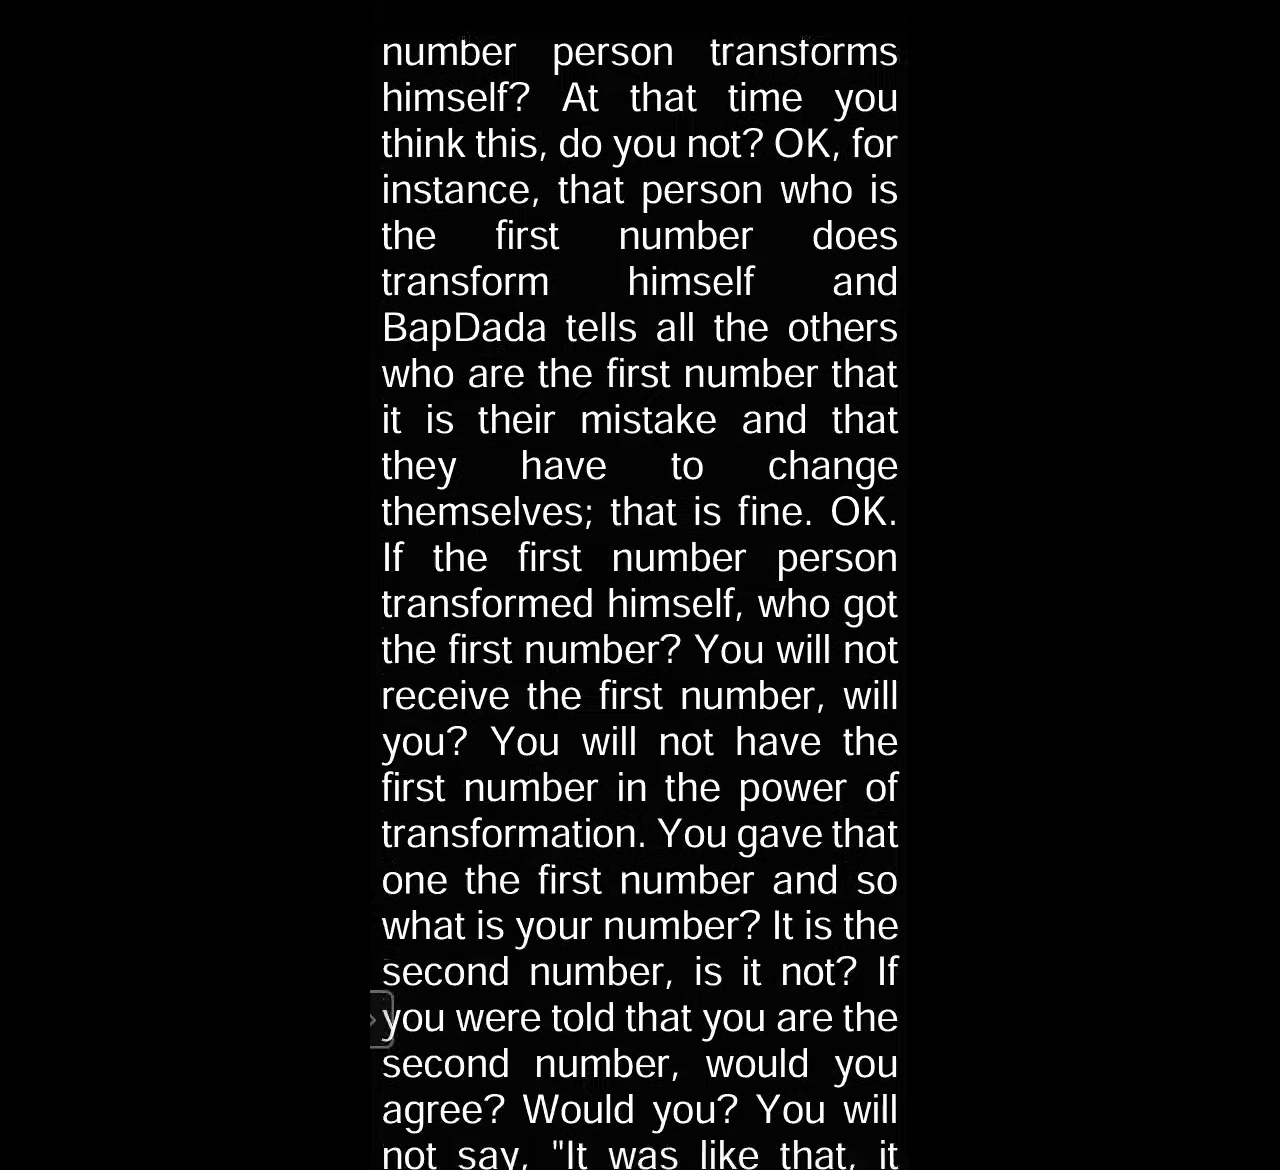 number person transforms
himself? At that time you
think this, do you not? OK, for
instance, that person who is
the first number does
transform himself and
BapDada tells all the others
who are the first number that
it is their mistake and that
they have to change
themselves; that is fine. OK.
If the first number person
transformed himself, who got
the first number? You will not
receive the first number, will
you? You will not have the
first number in the power of
transformation. You gave that
one the first number and so
what is your number? It is the
second number, is it not? If
you were told that you are the
second number, would you
agree? Would you? You will
not say, "It was like that, it